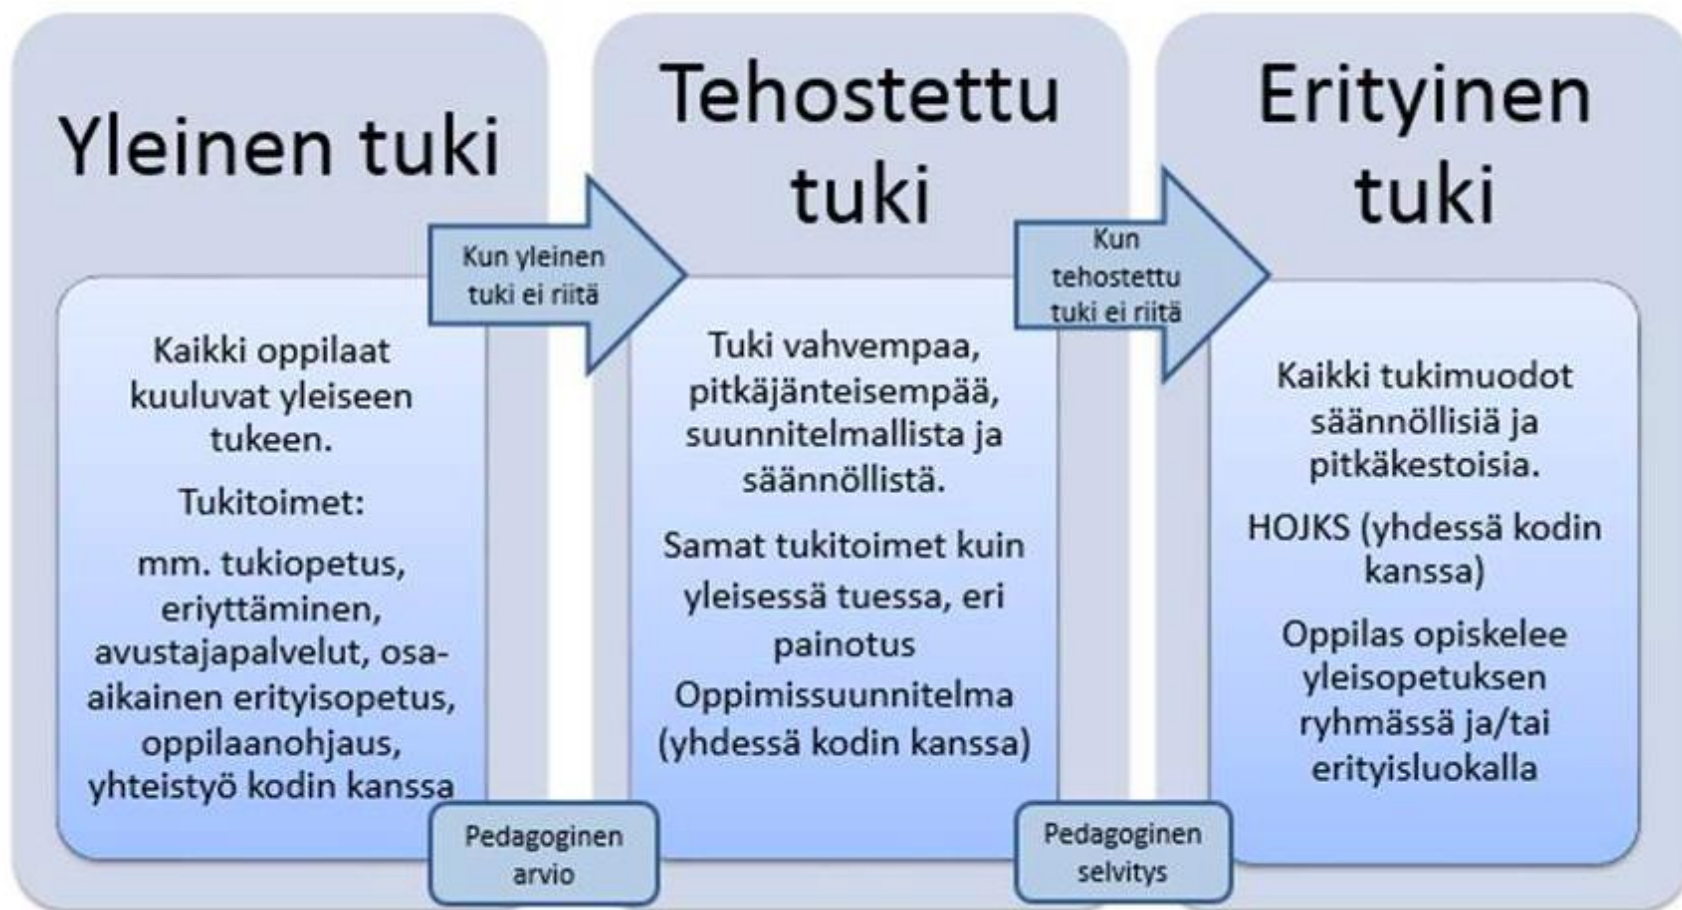 Yleinen tuki
Kaikki oppilaat
kuuluvat yleiseen
tukeen.
Tukitoimet:
mm. tukiopetus,
eriyttäminen,
avustajapalvelut, osa-
aikainen erityisopetus,
oppilaanohjaus,
yhteistyö kodin kanssa
Kun yleinen
tuki ei riitä
Pedagoginen
arvio
Tehostettu
tuki
Tuki vahvempaa,
pitkäjänteisempää,
suunnitelmallista ja
säännöllistä.
Samat tukitoimet kuin
yleisessä tuessa, eri
painotus
Oppimissuunnitelma
(yhdessä kodin kanssa)
Kun
tehostettu
tuki ei riitä
Pedagoginen
selvitys
Erityinen
tuki
Kaikki tukimuodot
säännöllisiä ja
pitkäkestoisia.
HOJKS (yhdessä kodin
kanssa)
Oppilas opiskelee
yleisopetuksen
ryhmässä ja/tai
erityisluokalla